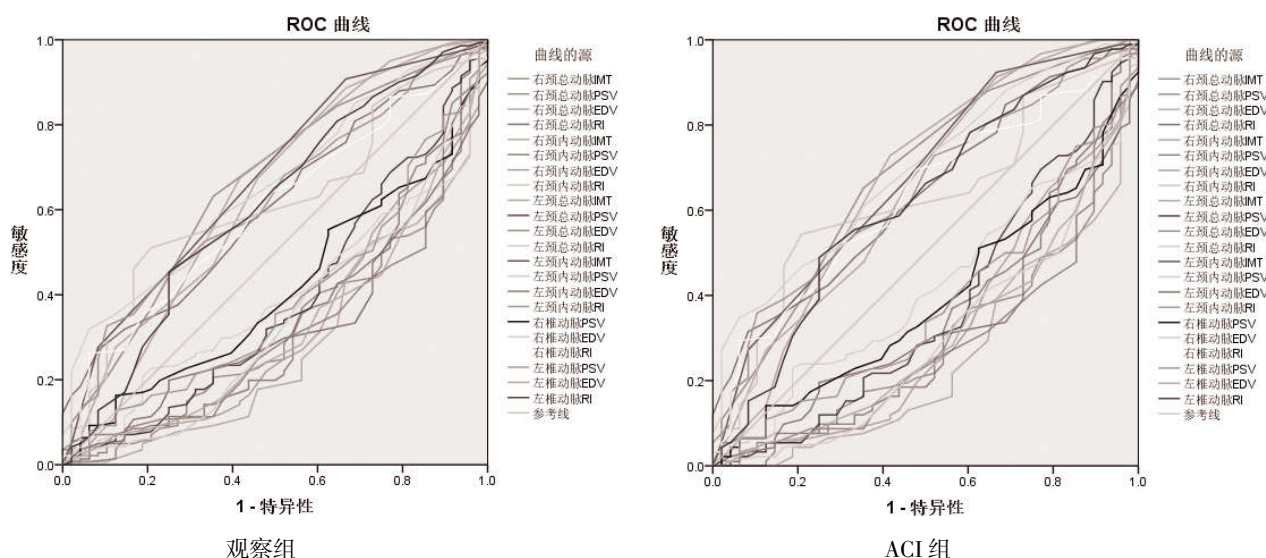 ROC 曲线
1.0
0.8
0.6
0.4
0.2
0.0
敏感度
0.0 0.2 0.4 0.6 0.8 1.0
1 - 特异性
曲线的源
右颈总动脉IMT
右颈总动脉PSV
右颈总动脉EDV
右颈总动脉RI
右颈内动脉IMT
右颈内动脉PSV
右颈内动脉EDV
右颈内动脉RI
左颈总动脉IMT
左颈总动脉PSV
左颈总动脉EDV
左颈总动脉RI
左颈内动脉IMT
左颈内动脉PSV
左颈内动脉EDV
左颈内动脉RI
右椎动脉PSV
右椎动脉EDV
右椎动脉RI
左椎动脉PSV
左椎动脉EDV
左椎动脉RI
参考线
观察组
ROC 曲线
1.0
0.8
0.6
0.4
0.2
0.0
敏感度
0.0 0.2 0.4 0.6 0.8 1.0
1 - 特异性
曲线的源
右颈总动脉IMT
右颈总动脉PSV
右颈总动脉EDV
右颈总动脉RI
右颈内动脉IMT
右颈内动脉PSV
右颈内动脉EDV
右颈内动脉RI
左颈总动脉IMT
左颈总动脉PSV
左颈总动脉EDV
左颈总动脉RI
左颈内动脉IMT
左颈内动脉PSV
左颈内动脉EDV
左颈内动脉RI
右椎动脉PSV
右椎动脉EDV
右椎动脉RI
左椎动脉PSV
左椎动脉EDV
左椎动脉RI
参考线
ACI 组